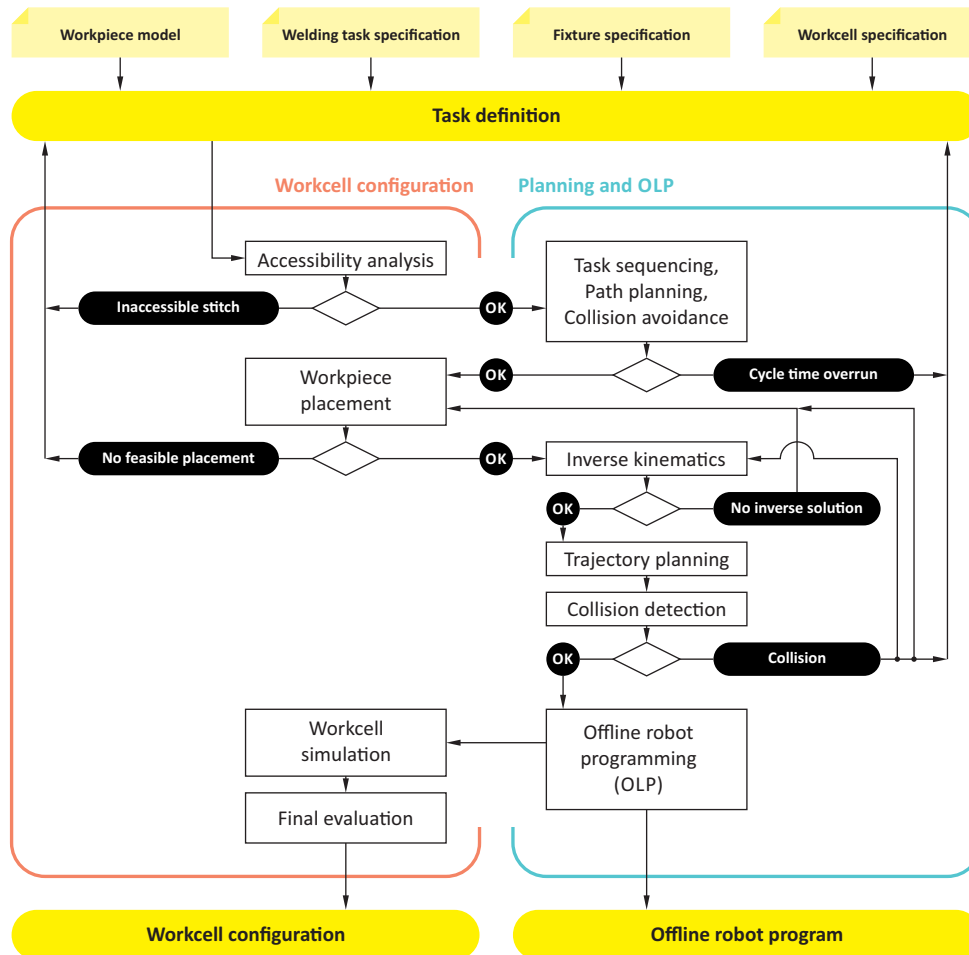 Workpiece model
Welding task specification
Fixture specification
Workcell specification
Task definition
Workcell configuration
Planning and OLP
Accessibility analysis
Task sequencing,
Path planning,
Collision avoidance
Inaccessible stitch
OK
Workpiece
placement
OK
Cycle time overrun
No feasible placement
OK
Inverse kinematics
OK
No inverse solution
Trajectory planning
Collision detection
OK
Collision
Workcell
simulation
Offline robot
programming
(OLP)
Final evaluation
Workcell configuration
Offline robot program